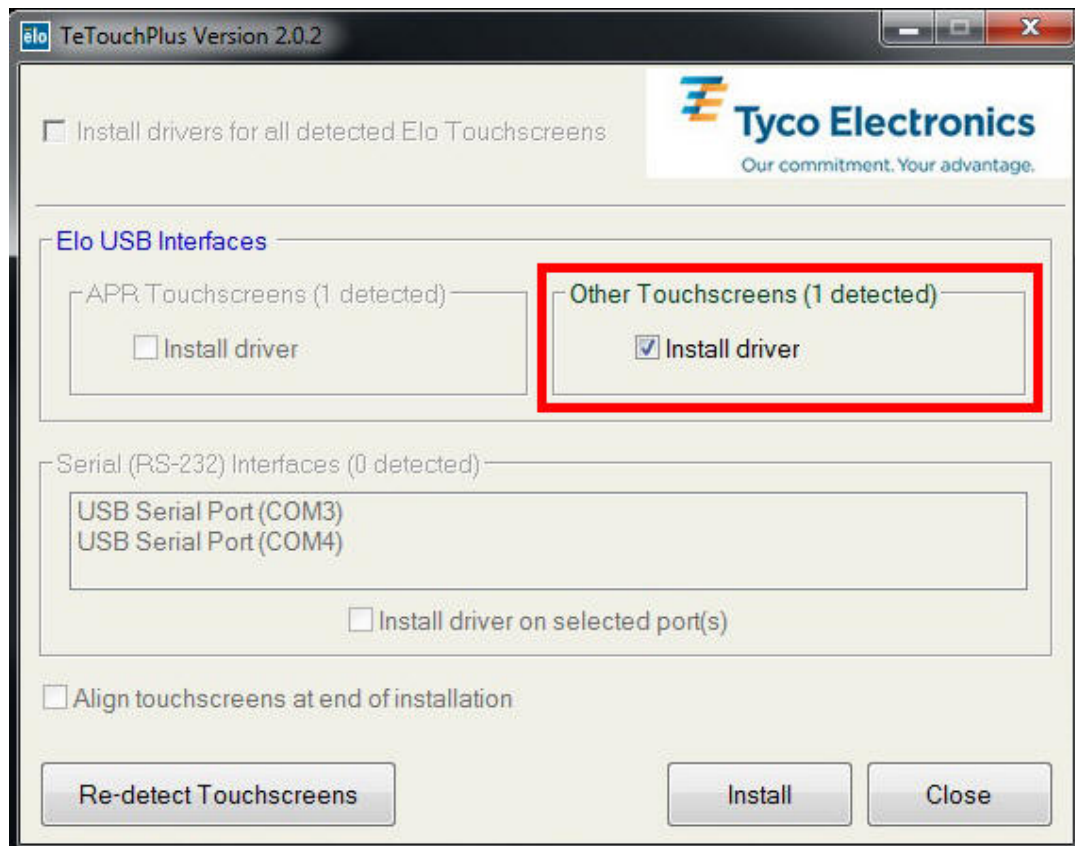 elo TeTouchPlus Version 2.0.2
Install drivers for all detected Elo Touchscreens
Tyco Electronics
Our commitment. Your advantage.
Elo USB Interfaces
APR Touchscreens (1 detected)
Install driver
Other Touchscreens (1 detected)
Install driver
Serial (RS-232) Interfaces (0 detected)
USB Serial Port (COM3)
USB Serial Port (COM4)
Install driver on selected port(s)
Align touchscreens at end of installation
Re-detect Touchscreens
Install
Close